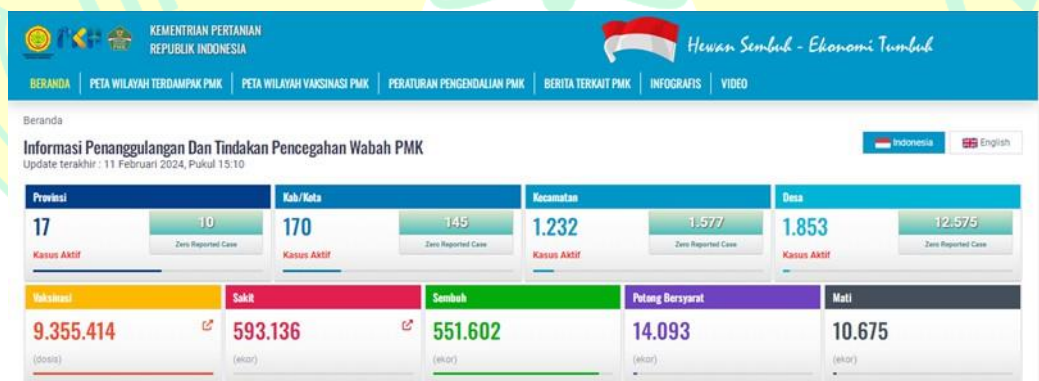 KEMENTRIAN PERTANIAN
REPUBLIK INDONESIA
Hewan Sembuh - Ekonomi Tumbuh
BERANDA PETA WILAYAH TERDAMPAK PMK PETA WILAYAH VAKSINASI PMK PERATURAN PENGENDALIAN PMK BERITA TERKAIT PMK INFOGRAFIS VIDEO
Beranda
Informasi Penanggulangan Dan Tindakan Pencegahan Wabah PMK
Indonesia English
Update terakhir : 11 Februari 2024, Pukul 15:10
Provinsi Kab/Kota Kecamatan Desa
17 10 170 145 1.232 1.577 1.853 12.575
Kasus Aktif Zero Reported Case Kasus Aktif Zero Reported Case Kasus Aktif Zero Reported Case Kasus Aktif Zero Reported Case
Vaksinasi Sakit Sembuh Potong Bersyarat Mati
9.355.414 593.136 551.602 14.093 10.675
(dosis) (ekor) (ekor) (ekor) (ekor)